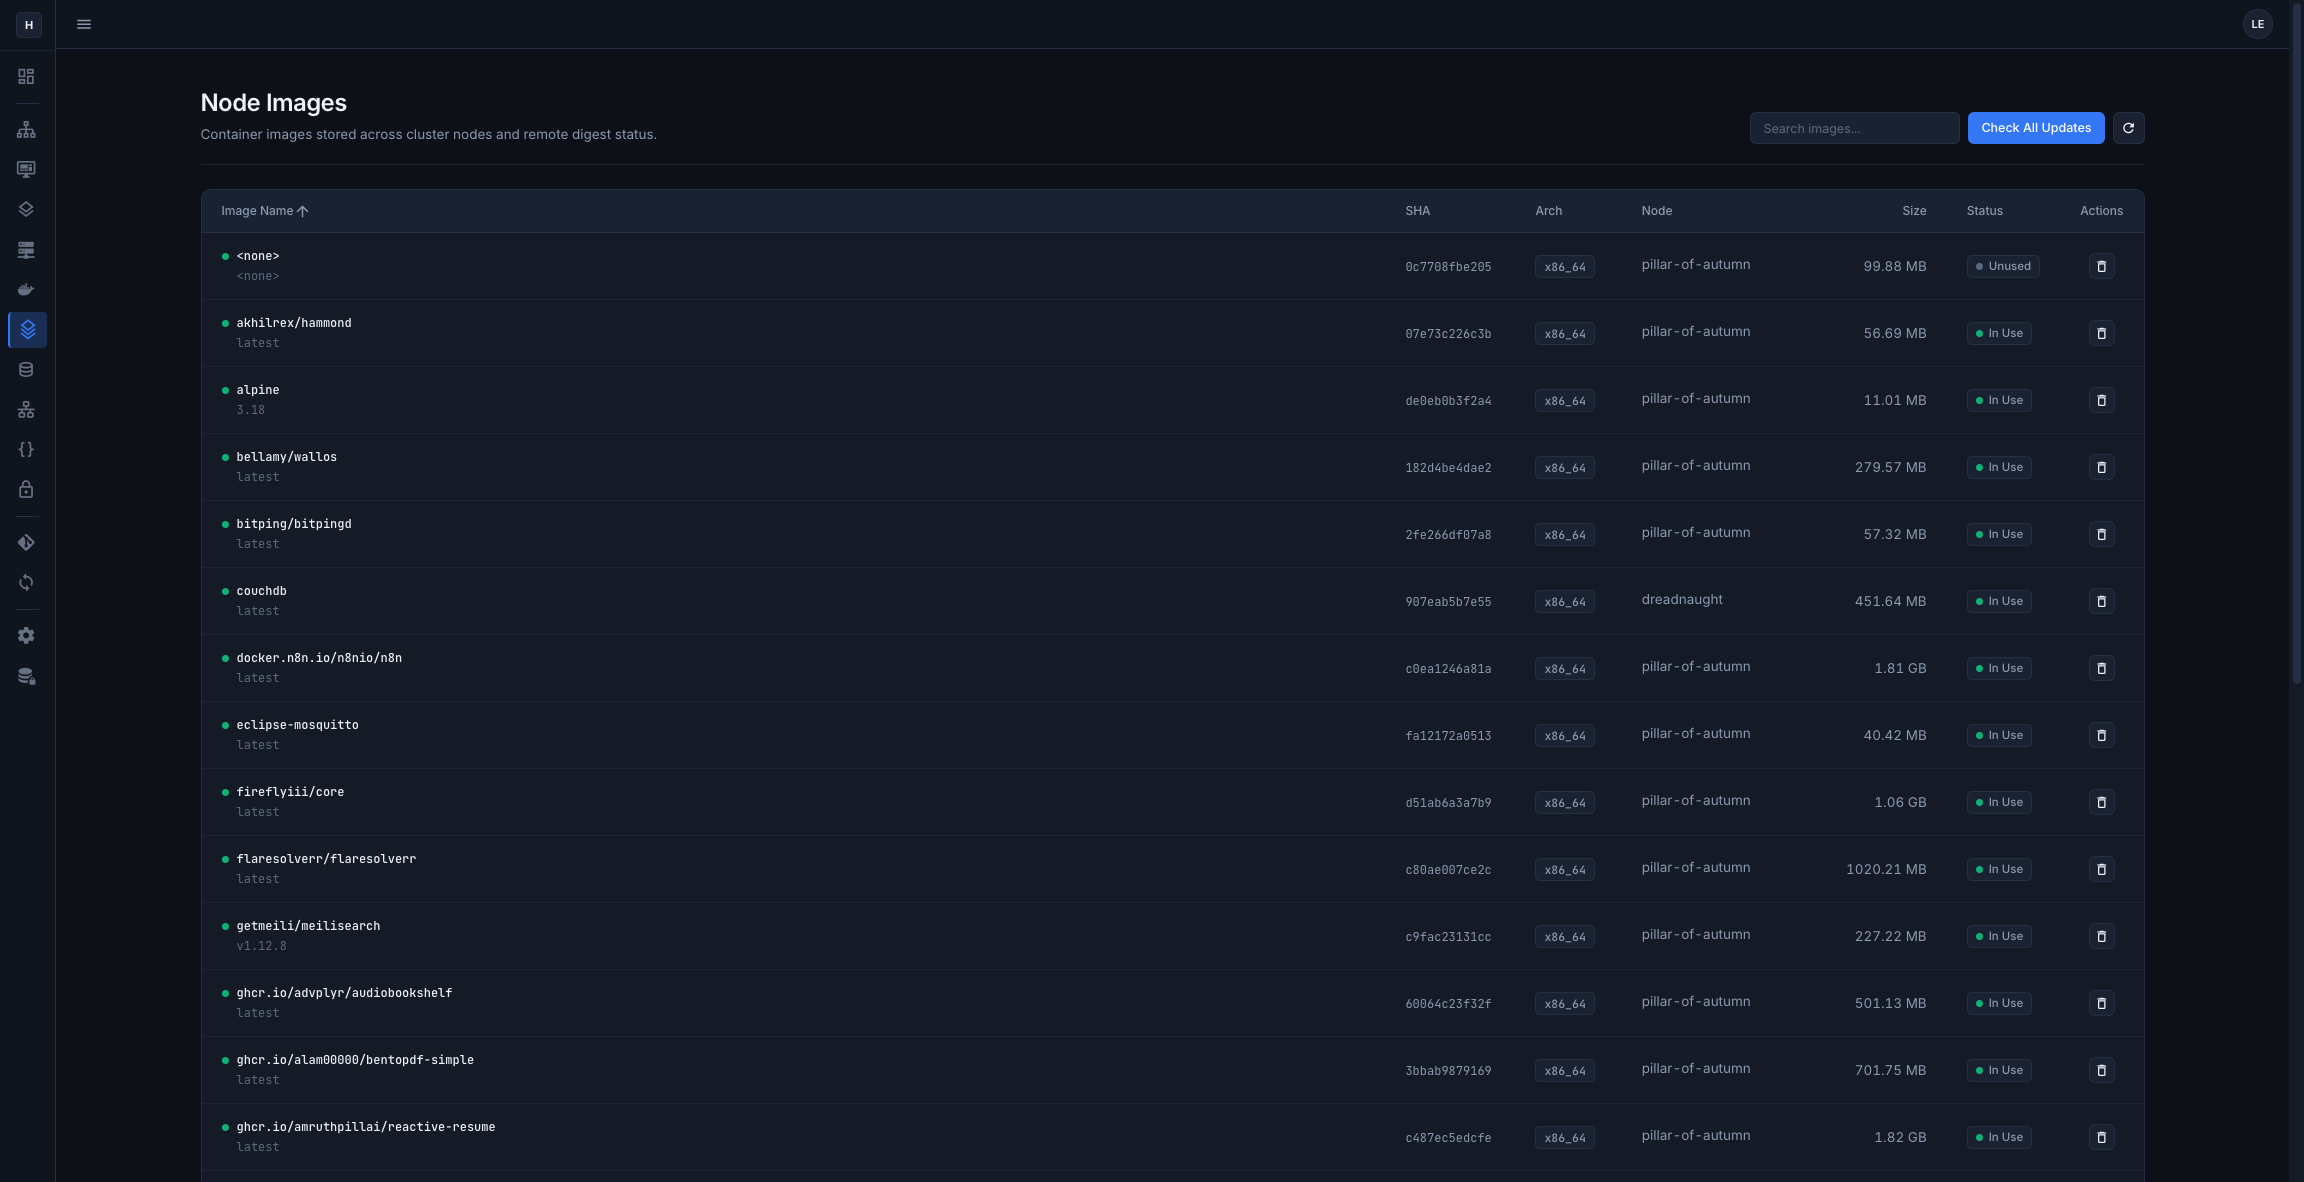 H
LE
Node Images
Container images stored across cluster nodes and remote digest status.
Search images...
Check All Updates
Image Name SHA Arch Node Size Status Actions
<none>
<none>
0c7708fbe205 x86_64 pillar-of-autumn 99.88 MB Unused
akhilrex/hammond
latest
07e73c226c3b x86_64 pillar-of-autumn 56.69 MB In Use
alpine
3.18
de0eb0b3f2a4 x86_64 pillar-of-autumn 11.01 MB In Use
bellamy/wallos
latest
182d4be4dae2 x86_64 pillar-of-autumn 279.57 MB In Use
bitping/bitpingd
latest
2fe266df07a8 x86_64 pillar-of-autumn 57.32 MB In Use
couchdb
latest
907eab5b7e55 x86_64 dreadnaught 451.64 MB In Use
docker.n8n.io/n8nio/n8n
latest
c0ea1246a81a x86_64 pillar-of-autumn 1.81 GB In Use
eclipse-mosquitto
latest
fa12172a0513 x86_64 pillar-of-autumn 40.42 MB In Use
fireflyiii/core
latest
d51ab6a3a7b9 x86_64 pillar-of-autumn 1.06 GB In Use
flaresolverr/flaresolverr
latest
c80ae007ce2c x86_64 pillar-of-autumn 1020.21 MB In Use
getmeili/meilisearch
v1.12.8
c9fac23131cc x86_64 pillar-of-autumn 227.22 MB In Use
ghcr.io/advplyr/audiobookshelf
latest
60064c23f32f x86_64 pillar-of-autumn 501.13 MB In Use
ghcr.io/alam00000/bentopdf-simple
latest
3bbab9879169 x86_64 pillar-of-autumn 701.75 MB In Use
ghcr.io/amruthpillai/reactive-resume
latest
c487ec5edcfe x86_64 pillar-of-autumn 1.82 GB In Use